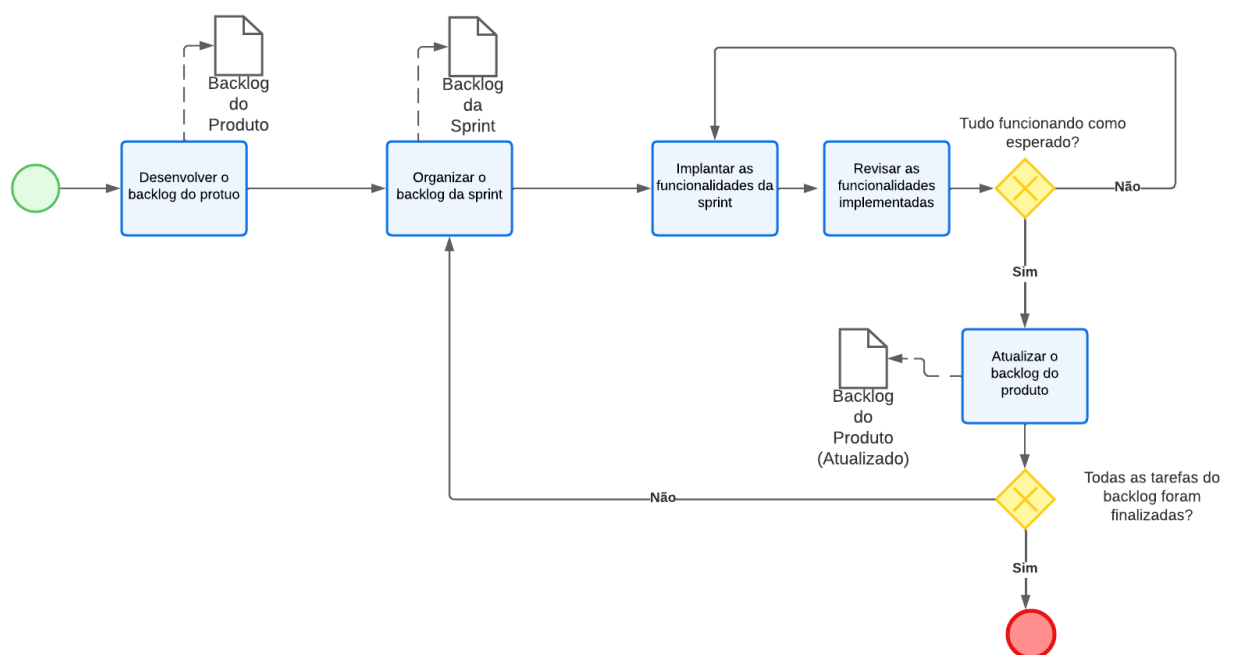 Backlog
do
Produto
Backlog
da
Sprint
Desenvolver o
backlog do protuo
Organizar o
backlog da sprint
Implantar as
funcionalidades da
sprint
Revisar as
funcionalidades
implementadas
Tudo funcionando como
esperado?
Não
Sim
Atualizar o
backlog do
produto
Backlog
do
Produto
(Atualizado)
Todas as tarefas do
backlog foram
finalizadas?
Não
Sim